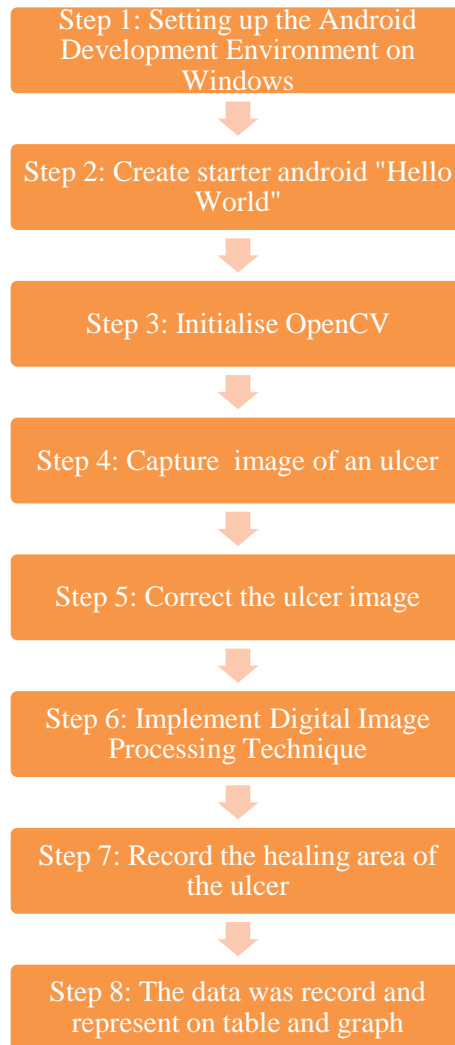 Step 1: Setting up the Android
Development Environment on
Windows
Step 2: Create starter android "Hello
World"
Step 3: Initialise OpenCV
Step 4: Capture  image of an ulcer
Step 5: Correct the ulcer image
Step 6: Implement Digital Image
Processing Technique
Step 7: Record the healing area of
the ulcer
Step 8: The data was record and
represent on table and graph